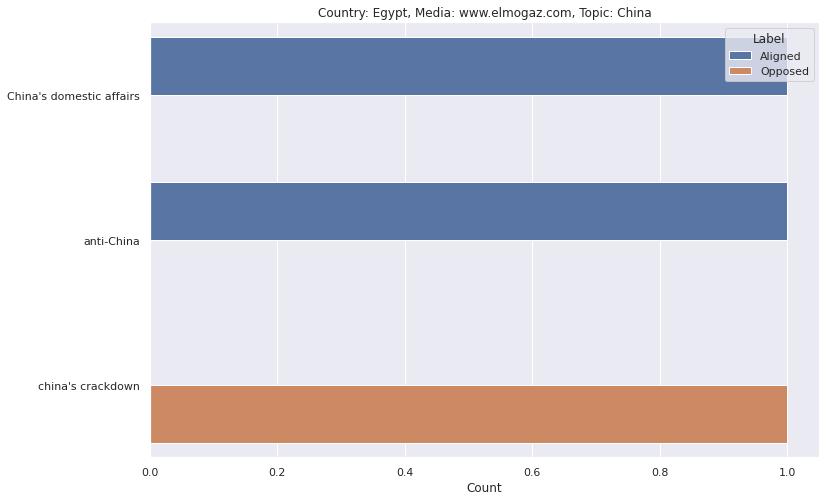 Country: Egypt, Media: www.elmogaz.com, Topic: China
Label
Aligned
Opposed
China's domestic affairs
anti-China
china's crackdown
0.0 0.2 0.4 0.6 0.8 1.0
Count